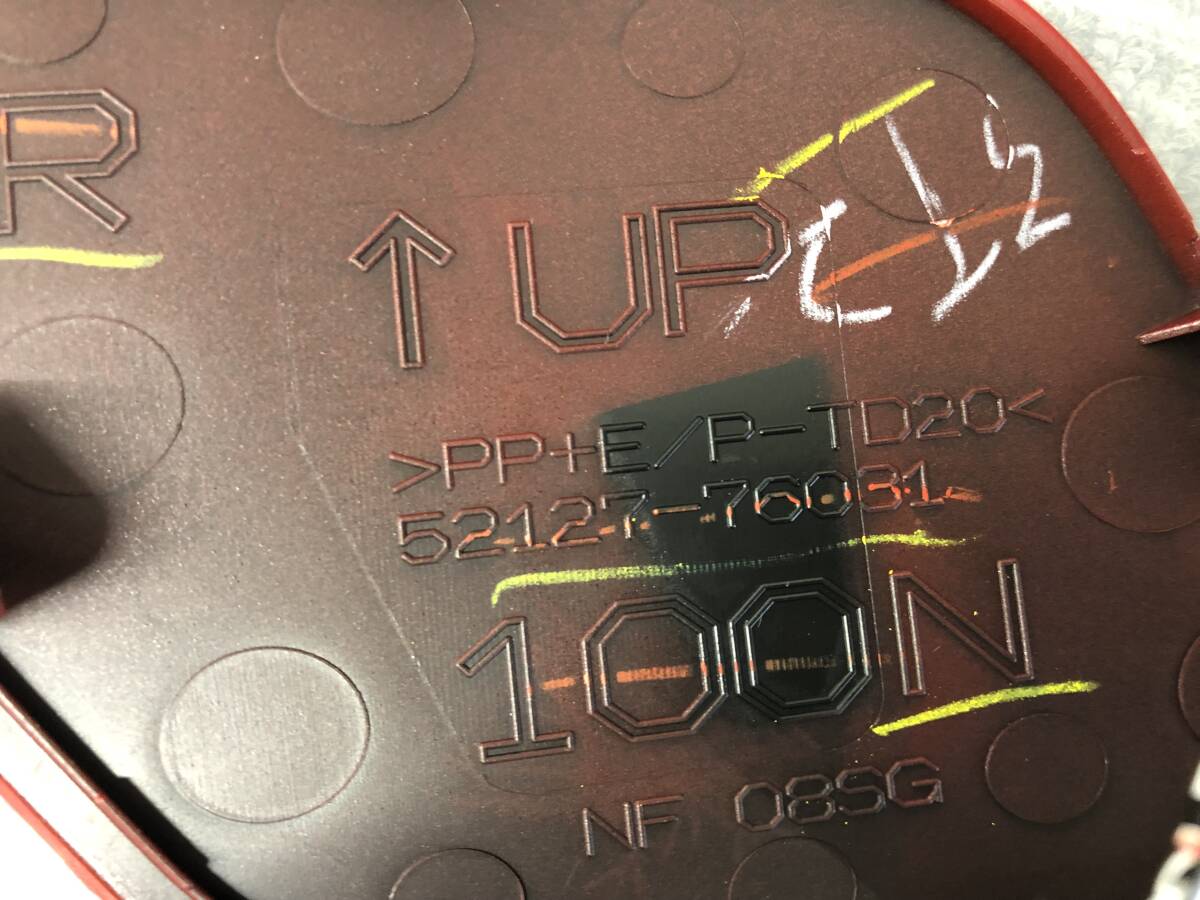 R
↑ UP
>PP+E/P-TD20<
52127-76031
100N
NF 08SG